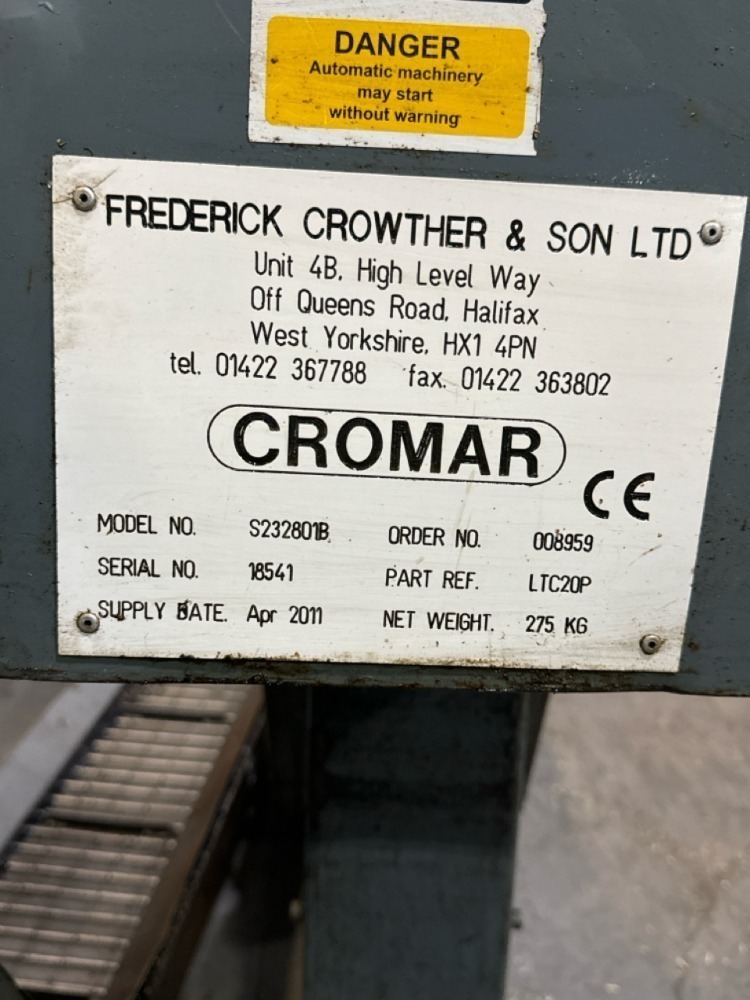 DANGER
Automatic machinery
may start
without warning
FREDERICK CROWTHER & SON LTD
Unit 4B, High Level Way
Off Queens Road, Halifax
West Yorkshire, HX1 4PN
tel. 01422 367788 fax. 01422 363802
CROMAR
CE
MODEL NO. S232801B ORDER NO. 008959
SERIAL NO. 18541 PART REF. LTC20P
SUPPLY DATE. Apr 2011 NET WEIGHT. 275 KG